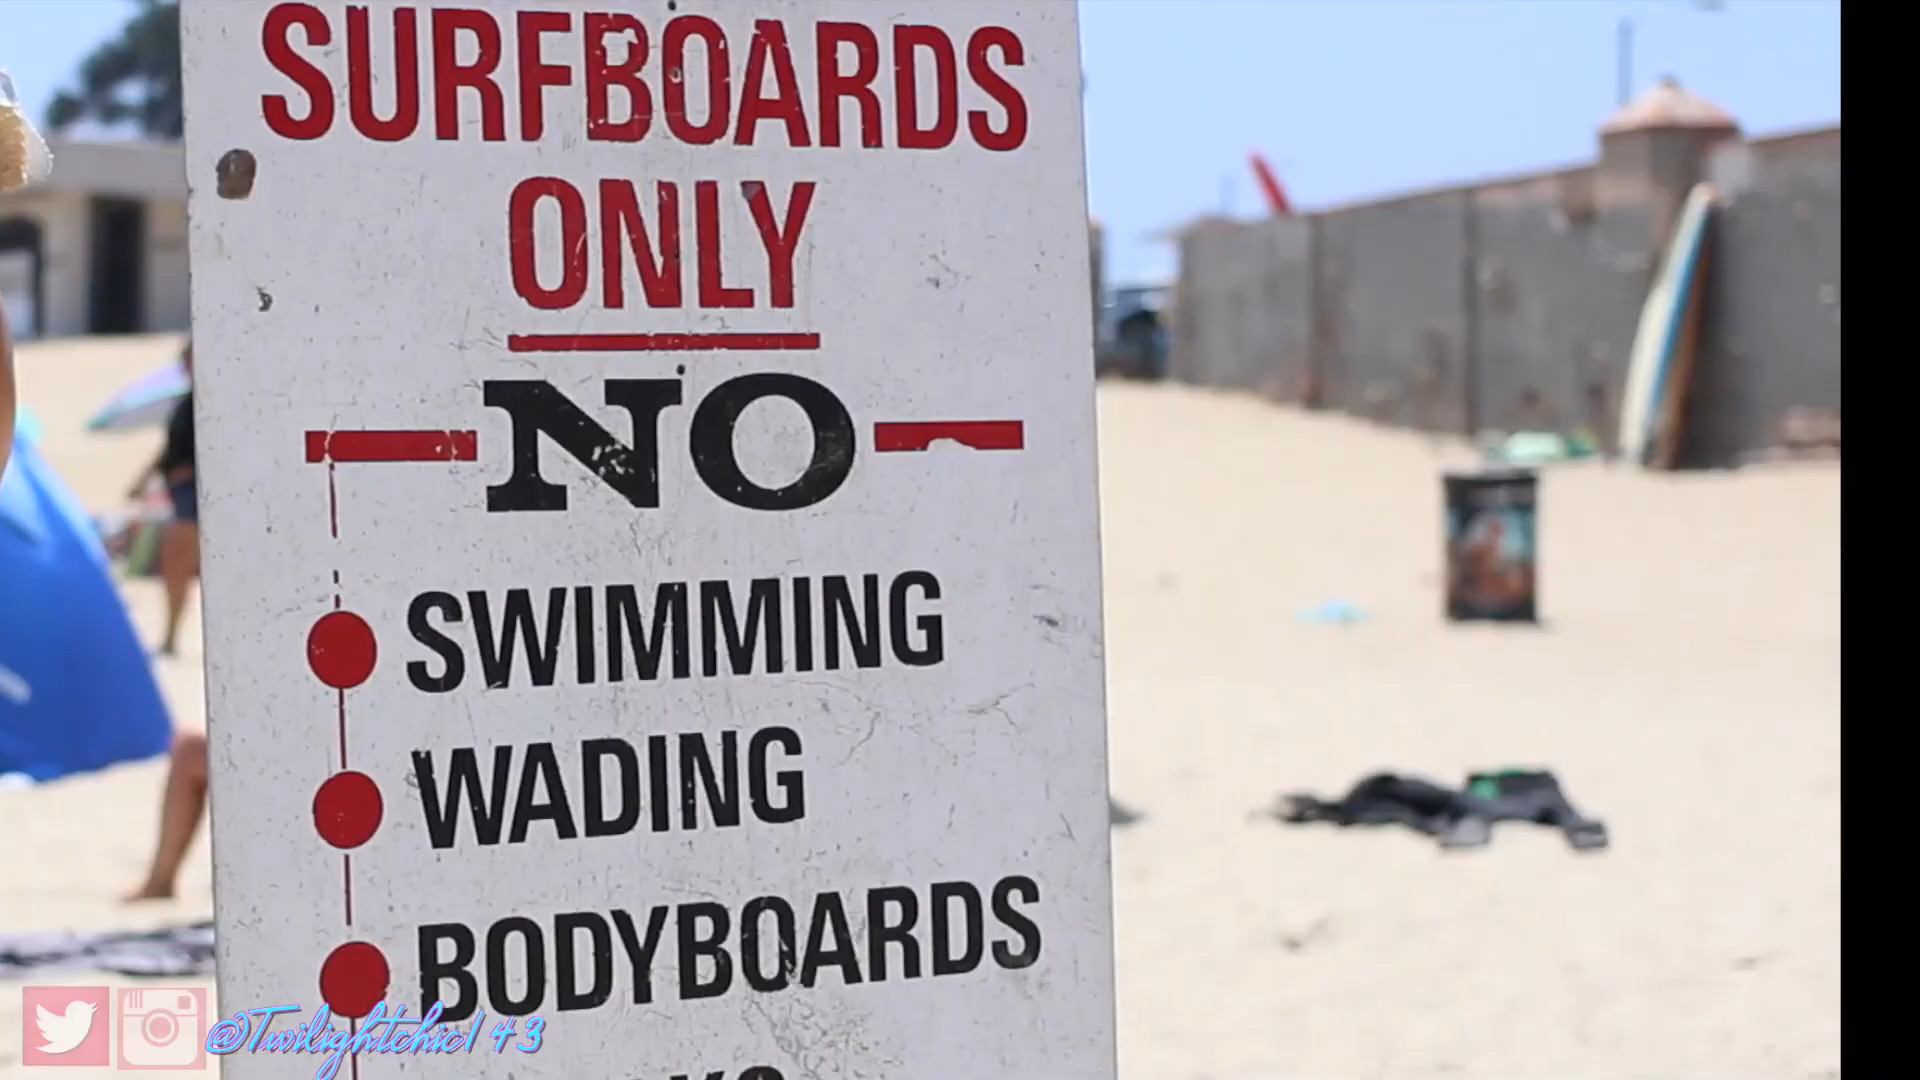 SURFBOARDS
ONLY
NO
SWIMMING
WADING
BODYBOARDS
@Twilightchic143